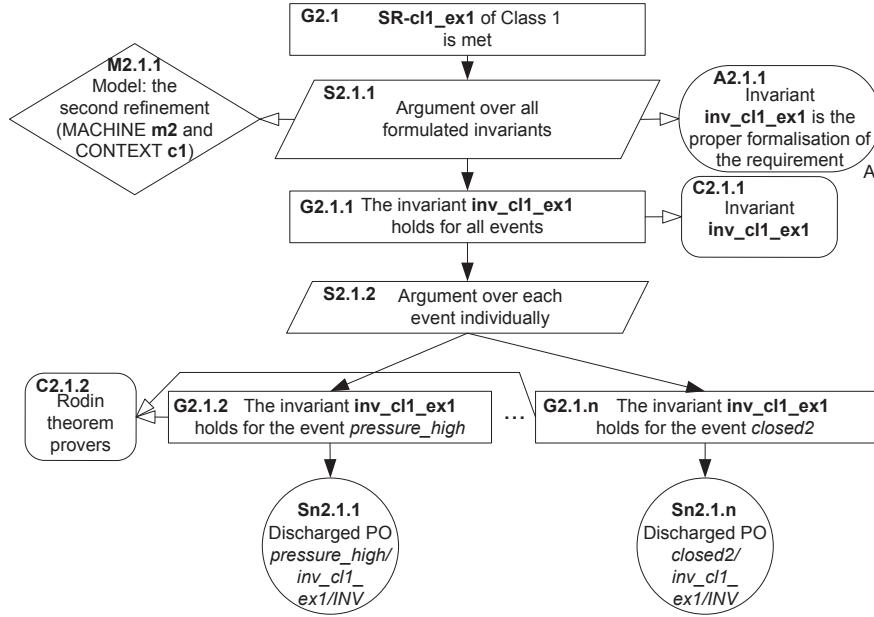 G2.1 SR-cl1_ex1 of Class 1
is met
M2.1.1
Model: the
second refinement
(MACHINE m2 and
CONTEXT c1)
S2.1.1
Argument over all
formulated invariants
A2.1.1
Invariant
inv_cl1_ex1 is the
proper formalisation of
the requirement
A
G2.1.1 The invariant inv_cl1_ex1
holds for all events
C2.1.1
Invariant
inv_cl1_ex1
S2.1.2 Argument over each
event individually
C2.1.2
Rodin
theorem
provers
G2.1.2 The invariant inv_cl1_ex1
holds for the event pressure_high
...
G2.1.n The invariant inv_cl1_ex1
holds for the event closed2
Sn2.1.1
Discharged PO
pressure_high/
inv_cl1_
ex1/INV
Sn2.1.n
Discharged PO
closed2/
inv_cl1_
ex1/INV